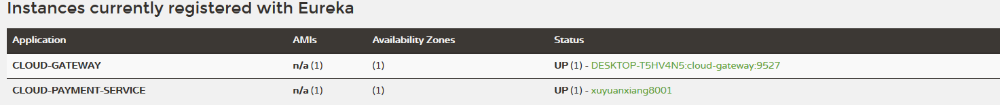 Instances currently registered with Eureka
Application AMIs Availability Zones Status
CLOUD-GATEWAY n/a (1) (1) UP (1) - DESKTOP-T5HV4N5:cloud-gateway:9527
CLOUD-PAYMENT-SERVICE n/a (1) (1) UP (1) - xuyuanxiang8001